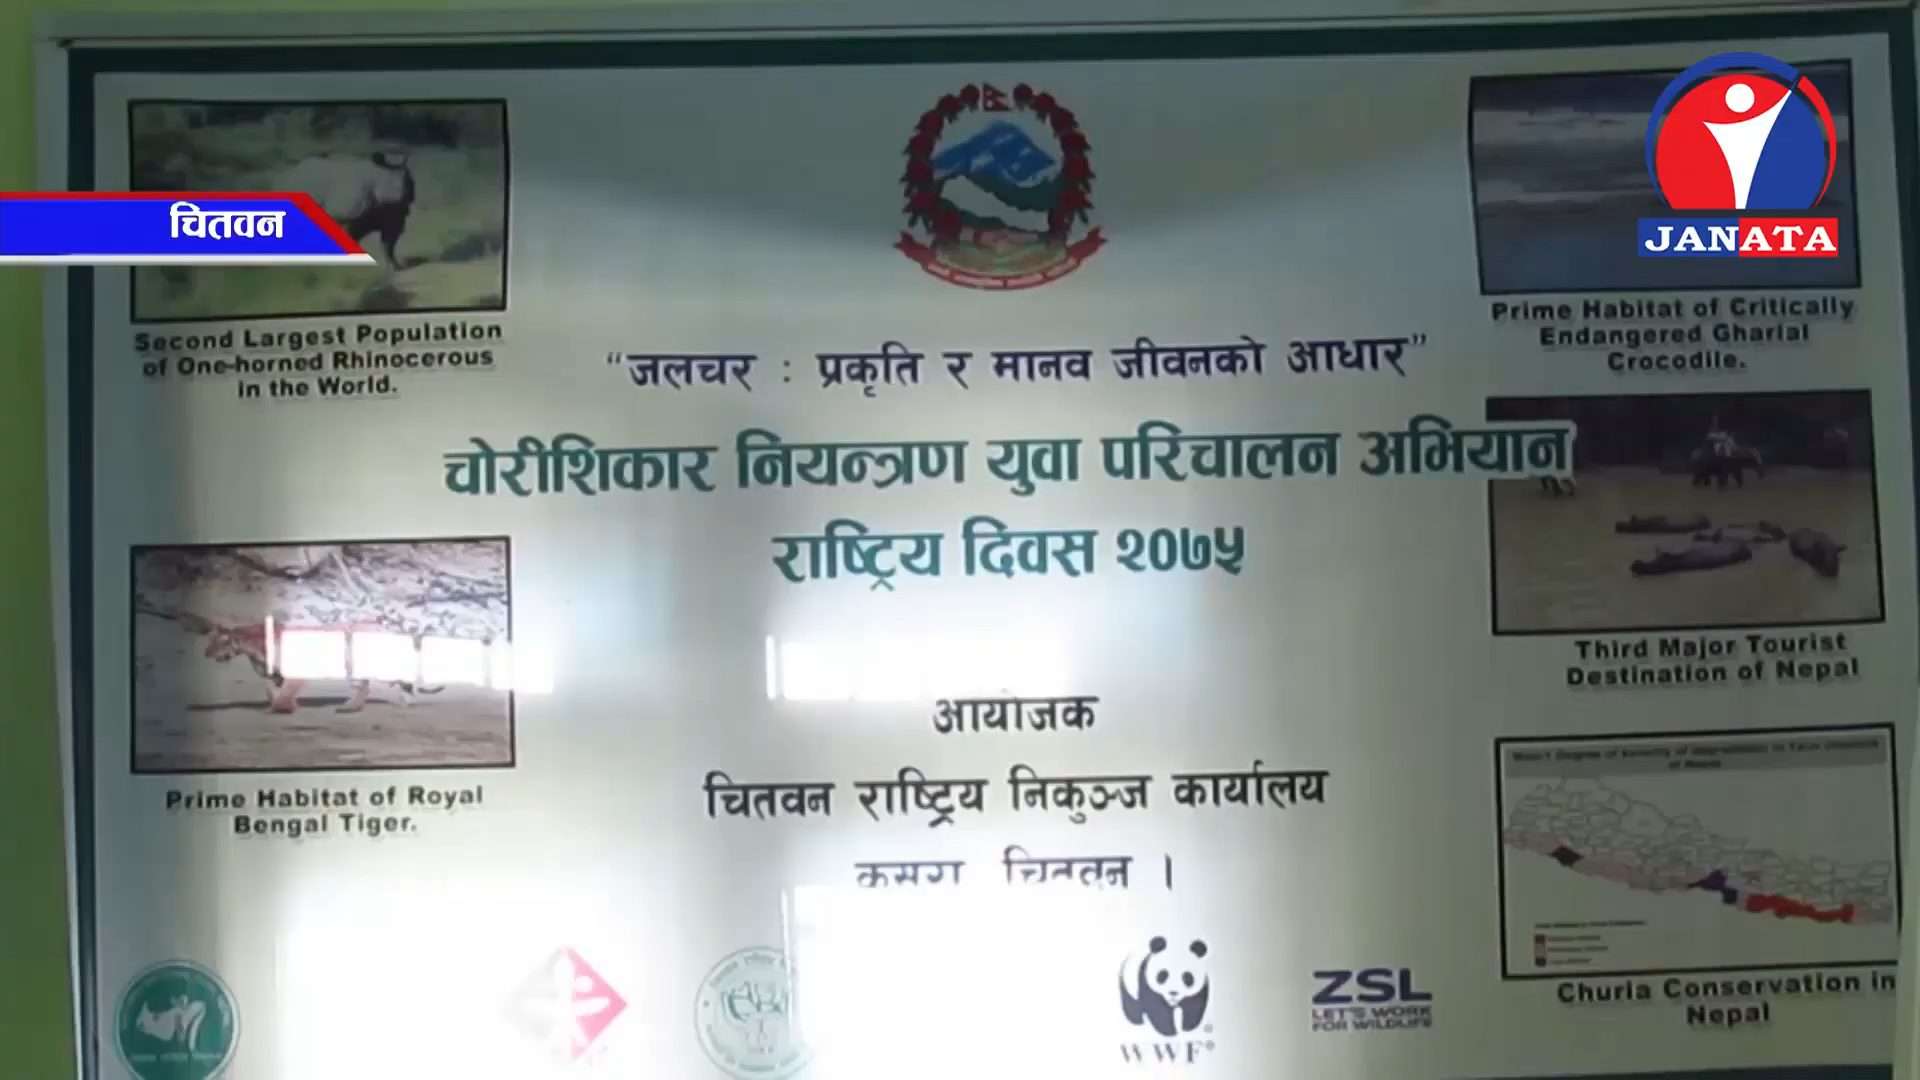 चितवन
JANATA
Second Largest Population
of One-horned Rhinocerous
in the World.
Prime Habitat of Critically
Endangered Gharial
Crocodile.
“जलचर : प्रकृति र मानव जीवनको आधार”
चोरीशिकार नियन्त्रण युवा परिचालन अभियान
राष्ट्रिय दिवस २०७५
Third Major Tourist
Destination of Nepal
Prime Habitat of Royal
Bengal Tiger.
आयोजक
चितवन राष्ट्रिय निकुञ्ज कार्यालय
कसरा चितवन ।
Churia Conservation in
Nepal
WWF
ZSL
LET'S WORK
FOR WILDLIFE